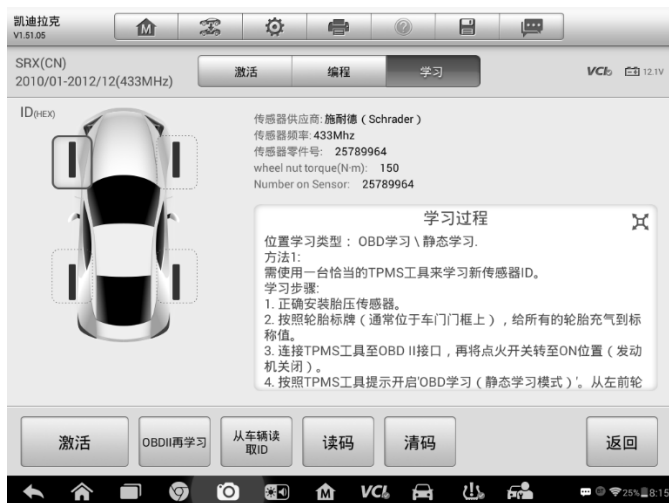 凯迪拉克
V1.51.05
SRX(CN)
2010/01-2012/12(433MHz)
激活
编程
学习
VCI
12.1V
ID(HEX)
传感器供应商: 施耐德（Schrader）
传感器频率: 433Mhz
传感器零件号: 25789964
wheel nut torque(N·m): 150
Number on Sensor: 25789964
学习过程
位置学习类型： OBD学习 \ 静态学习.
方法1:
需使用一台恰当的TPMS工具来学习新传感器ID。
学习步骤:
1. 正确安装胎压传感器。
2. 按照轮胎标牌（通常位于车门门框上），给所有的轮胎充气到标
称值。
3. 连接TPMS工具至OBD II接口，再将点火开关转至ON位置（发动
机关闭）。
4. 按照TPMS工具提示开启'OBD学习（静态学习模式）'。从左前轮
激活
OBDII再学习
从车辆读
取ID
读码
清码
返回
VCI
25%
8:15